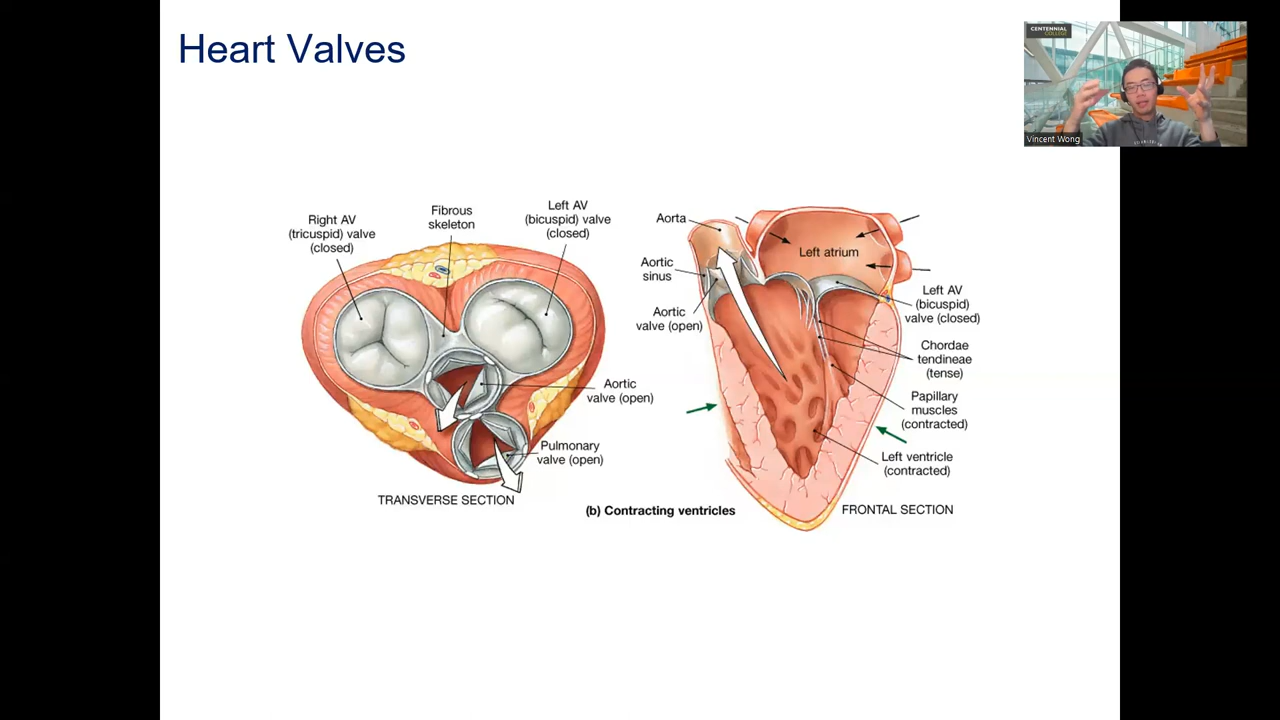 Heart Valves
CENTENNIAL
COLLEGE
Vincent Wong
Right AV
(tricuspid) valve
(closed)
Fibrous
skeleton
Left AV
(bicuspid) valve
(closed)
Aortic
valve (open)
Pulmonary
valve (open)
TRANSVERSE SECTION
(b) Contracting ventricles
Aorta
Aortic
sinus
Aortic
valve (open)
Left atrium
Left AV
(bicuspid)
valve (closed)
Chordae
tendineae
(tense)
Papillary
muscles
(contracted)
Left ventricle
(contracted)
FRONTAL SECTION